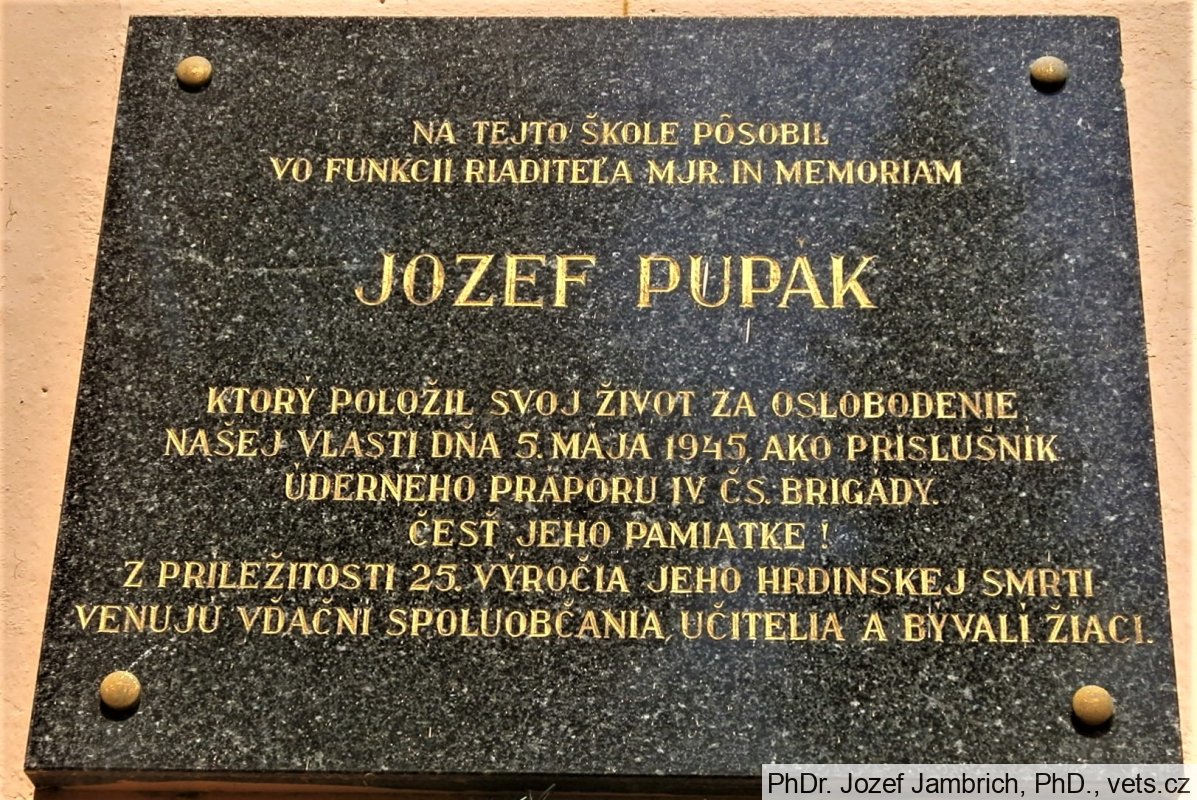 NA TEJTO ŠKOLE PÔSOBIL
VO FUNKCII RIADITEĽA MJR. IN MEMORIAM
JOZEF PUPÁK
KTORÝ POLOŽIL SVOJ ŽIVOT ZA OSLOBODENIE
NAŠEJ VLASTI DŇA 5. MÁJA 1945, AKO PRÍSLUŠNÍK
ÚDERNÉHO PRÁPORU IV ČS. BRIGÁDY.
ČESŤ JEHO PAMIATKE !
Z PRÍLEŽITOSTI 25. VÝROČIA JEHO HRDINSKEJ SMRTI
VENUJÚ VĎAČNÍ SPOLUOBČANIA, UČITELIA A BÝVALÍ ŽIACI.
PhDr. Jozef Jambrich, PhD., vets.cz